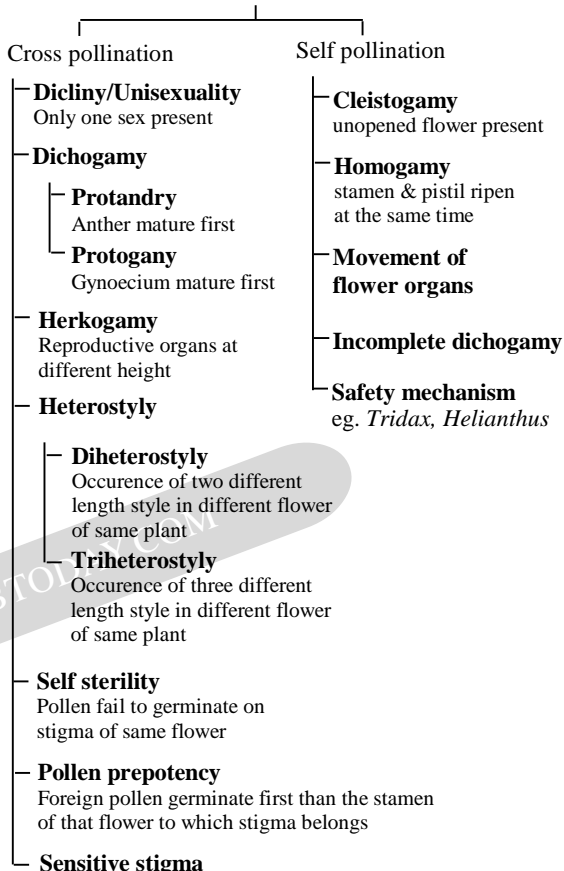 Cross pollination
Dicliny/Unisexuality
Only one sex present
Dichogamy
Protandry
Anther mature first
Protogany
Gynoecium mature first
Herkogamy
Reproductive organs at
different height
Heterostyly
Diheterostyly
Occurence of two different
length style in different flower
of same plant
Triheterostyly
Occurence of three different
length style in different flower
of same plant
Self sterility
Pollen fail to germinate on
stigma of same flower
Pollen prepotency
Foreign pollen germinate first than the stamen
of that flower to which stigma belongs
Sensitive stigma
Self pollination
Cleistogamy
unopened flower present
Homogamy
stamen & pistil ripen
at the same time
Movement of
flower organs
Incomplete dichogamy
Safety mechanism
eg. Tridax, Helianthus